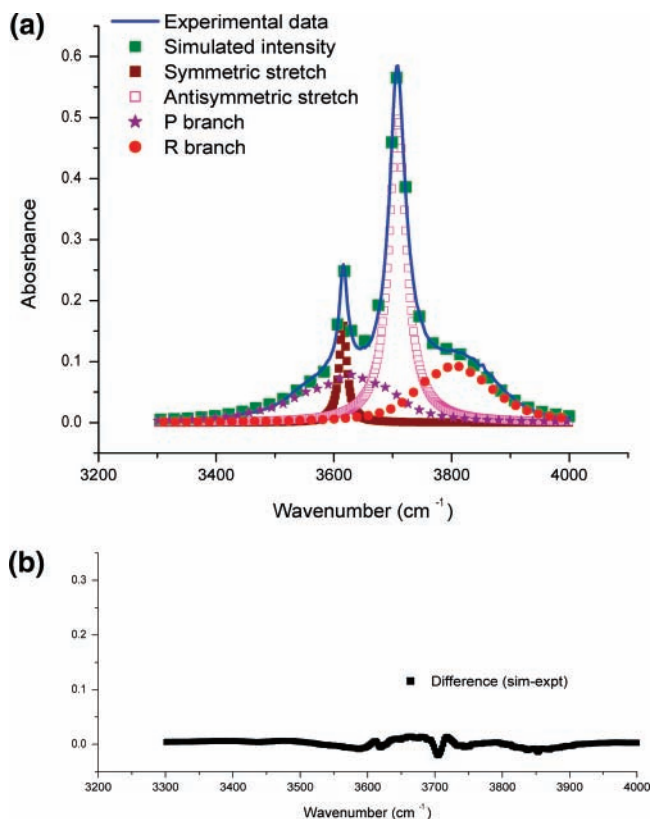 (a)
Experimental data
Simulated intensity
Symmetric stretch
Antisymmetric stretch
P branch
R branch
0.6
0.5
0.4
0.3
0.2
0.1
0.0
Abosrbance
3200 3400 3600 3800 4000
Wavenumber (cm⁻¹)
(b)
0.3
0.2
0.1
0.0
Absorbance
Difference (sim-expt)
3200 3300 3400 3500 3600 3700 3800 3900 4000
Wavenumber (cm⁻¹)